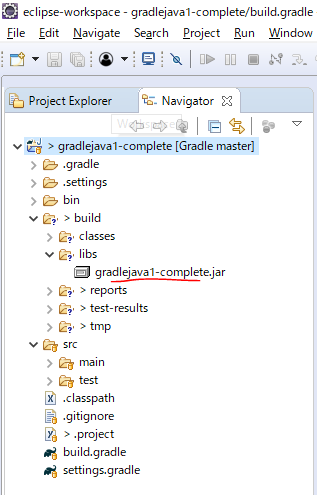 eclipse-workspace - gradlejava1-complete/build.gradle
File Edit Source Navigate Search Project Run Window
Project Explorer Navigator
> gradlejava1-complete [Gradle master]
.gradle
.settings
bin
> build
classes
libs
gradlejava1-complete.jar
> reports
> test-results
> tmp
src
main
test
.classpath
.gitignore
> .project
build.gradle
settings.gradle